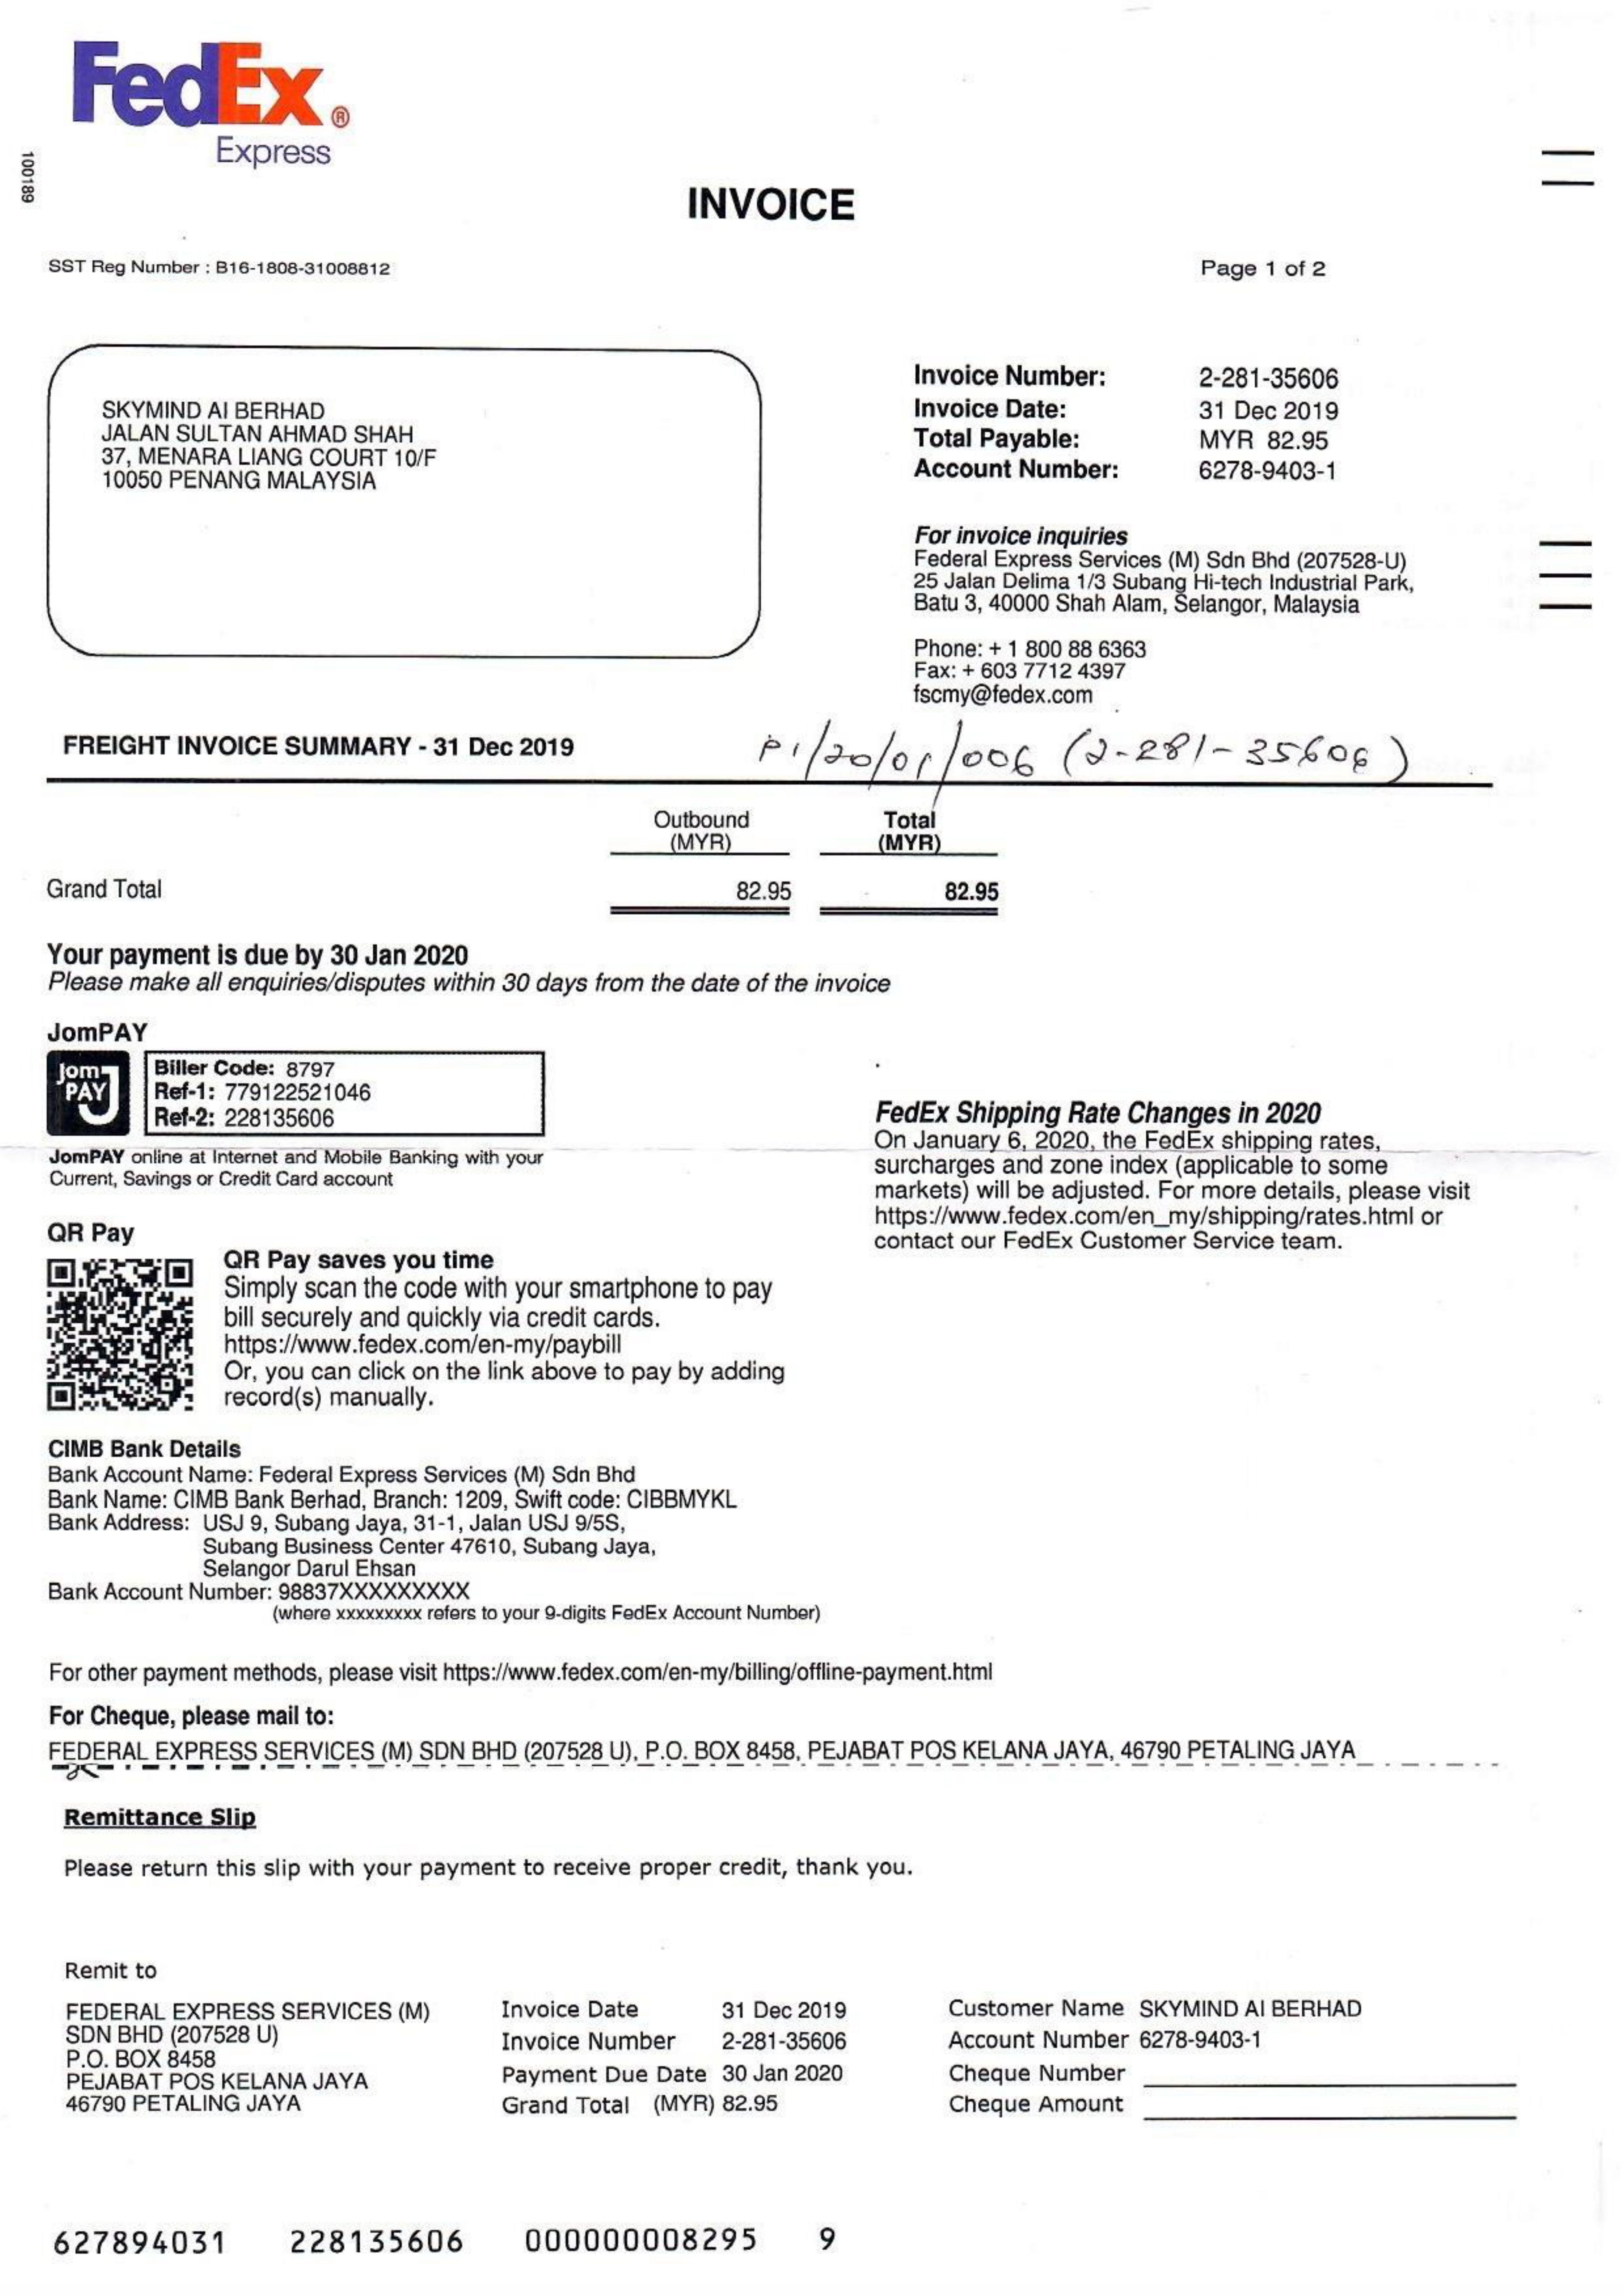 FedEx®
Express
100189
INVOICE
SST Reg Number : B16-1808-31008812
Page 1 of 2
SKYMIND AI BERHAD
JALAN SULTAN AHMAD SHAH
37, MENARA LIANG COURT 10/F
10050 PENANG MALAYSIA
Invoice Number: 2-281-35606
Invoice Date: 31 Dec 2019
Total Payable: MYR 82.95
Account Number: 6278-9403-1
For invoice inquiries
Federal Express Services (M) Sdn Bhd (207528-U)
25 Jalan Delima 1/3 Subang Hi-tech Industrial Park,
Batu 3, 40000 Shah Alam, Selangor, Malaysia
Phone: + 1 800 88 6363
Fax: + 603 7712 4397
fscmy@fedex.com
FREIGHT INVOICE SUMMARY - 31 Dec 2019
PI/20/01/006 (2-281-35606)
Outbound Total
(MYR) (MYR)
Grand Total 82.95 82.95
Your payment is due by 30 Jan 2020
Please make all enquiries/disputes within 30 days from the date of the invoice
JomPAY
Jom
PAY
Biller Code: 8797
Ref-1: 779122521046
Ref-2: 228135606
JomPAY online at Internet and Mobile Banking with your
Current, Savings or Credit Card account
FedEx Shipping Rate Changes in 2020
On January 6, 2020, the FedEx shipping rates,
surcharges and zone index (applicable to some
markets) will be adjusted. For more details, please visit
https://www.fedex.com/en_my/shipping/rates.html or
contact our FedEx Customer Service team.
QR Pay
QR Pay saves you time
Simply scan the code with your smartphone to pay
bill securely and quickly via credit cards.
https://www.fedex.com/en-my/paybill
Or, you can click on the link above to pay by adding
record(s) manually.
CIMB Bank Details
Bank Account Name: Federal Express Services (M) Sdn Bhd
Bank Name: CIMB Bank Berhad, Branch: 1209, Swift code: CIBBMYKL
Bank Address: USJ 9, Subang Jaya, 31-1, Jalan USJ 9/5S,
Subang Business Center 47610, Subang Jaya,
Selangor Darul Ehsan
Bank Account Number: 98837XXXXXXXXX
(where xxxxxxxxx refers to your 9-digits FedEx Account Number)
For other payment methods, please visit https://www.fedex.com/en-my/billing/offline-payment.html
For Cheque, please mail to:
FEDERAL EXPRESS SERVICES (M) SDN BHD (207528 U), P.O. BOX 8458, PEJABAT POS KELANA JAYA, 46790 PETALING JAYA
Remittance Slip
Please return this slip with your payment to receive proper credit, thank you.
Remit to
FEDERAL EXPRESS SERVICES (M)
SDN BHD (207528 U)
P.O. BOX 8458
PEJABAT POS KELANA JAYA
46790 PETALING JAYA
Invoice Date 31 Dec 2019
Invoice Number 2-281-35606
Payment Due Date 30 Jan 2020
Grand Total (MYR) 82.95
Customer Name SKYMIND AI BERHAD
Account Number 6278-9403-1
Cheque Number
Cheque Amount
627894031 228135606 000000008295 9